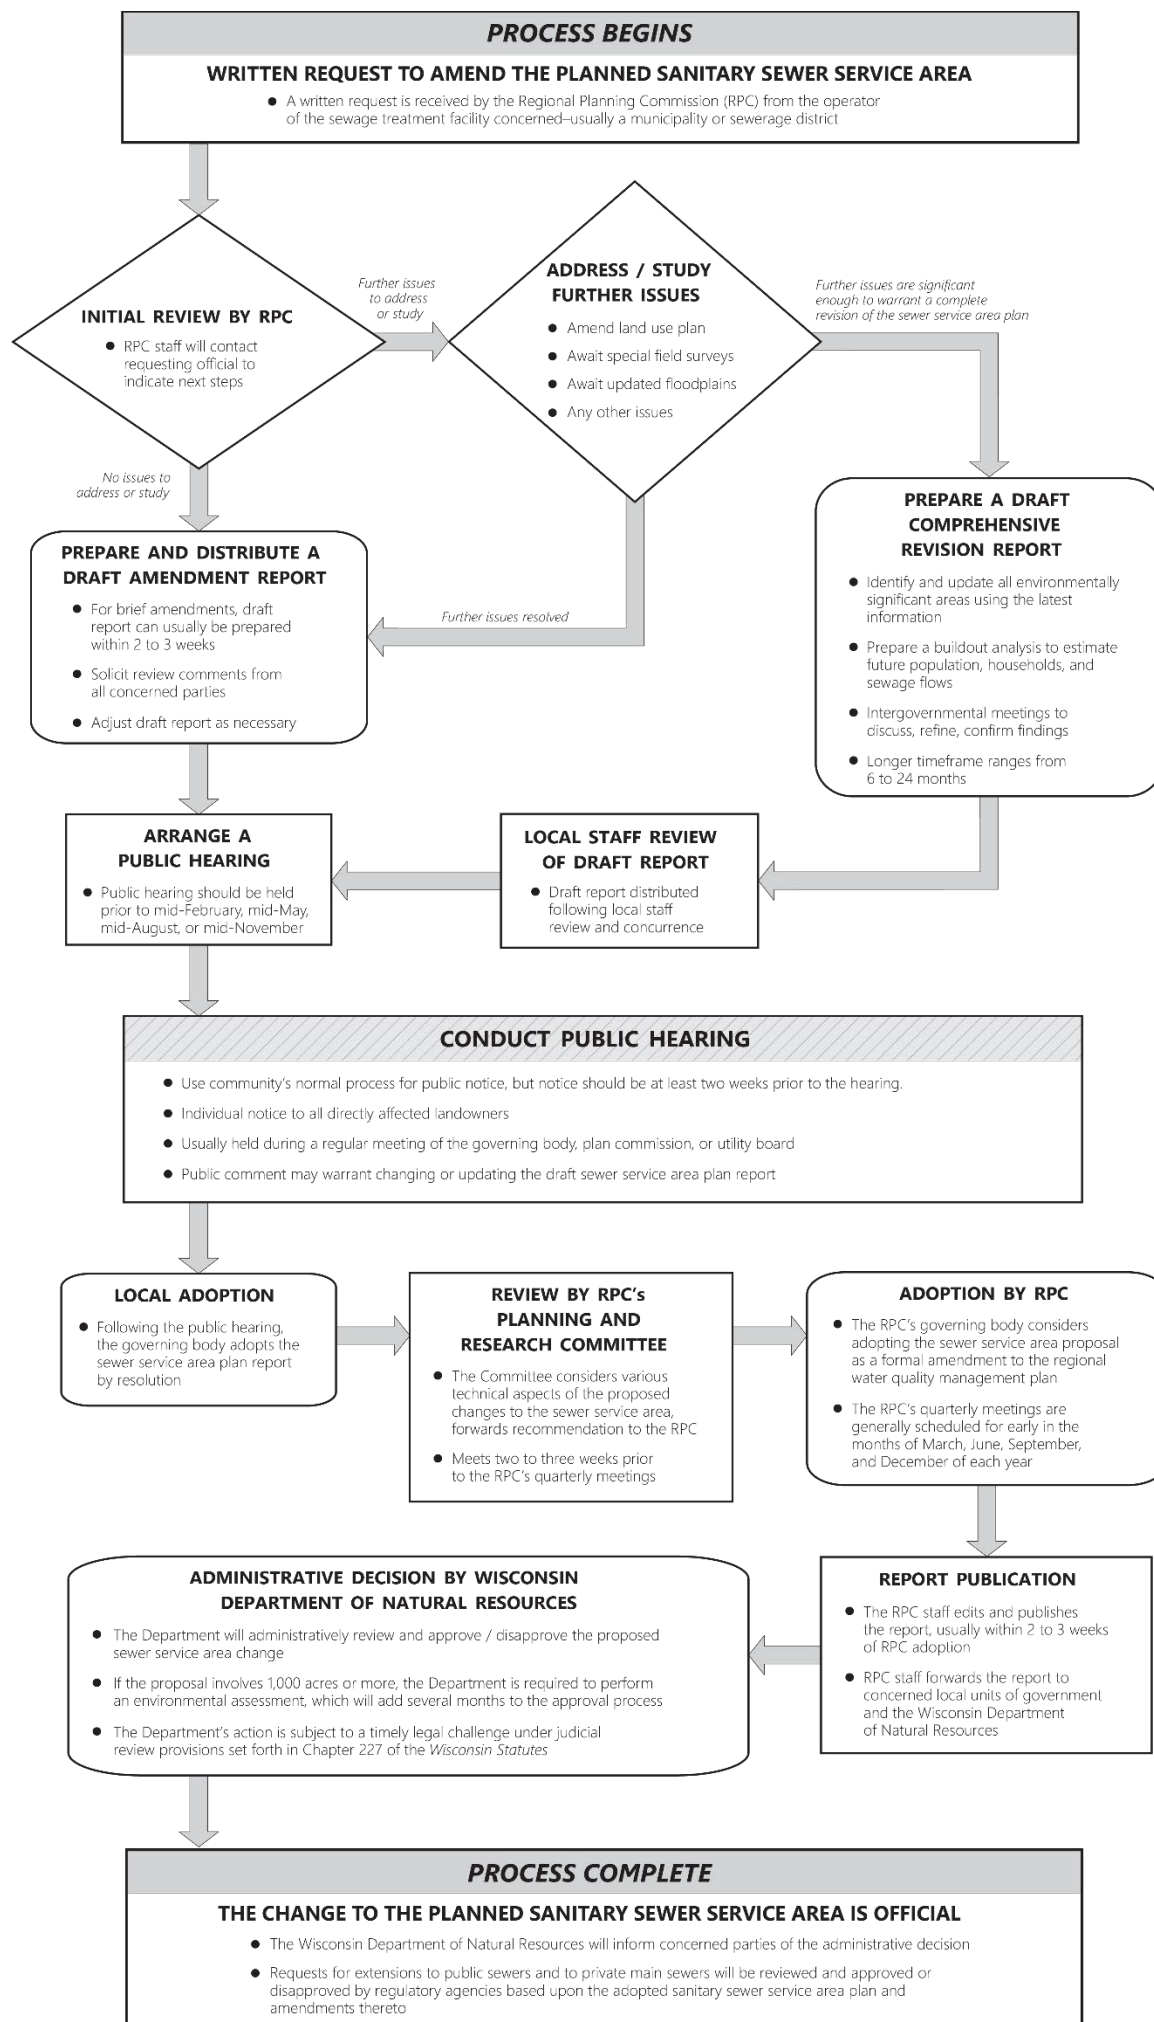 PROCESS BEGINS
WRITTEN REQUEST TO AMEND THE PLANNED SANITARY SEWER SERVICE AREA
● A written request is received by the Regional Planning Commission (RPC) from the operator
of the sewage treatment facility concerned–usually a municipality or sewerage district
INITIAL REVIEW BY RPC
● RPC staff will contact
requesting official to
indicate next steps
Further issues
to address
or study
ADDRESS / STUDY
FURTHER ISSUES
● Amend land use plan
● Await special field surveys
● Await updated floodplains
● Any other issues
Further issues are significant
enough to warrant a complete
revision of the sewer service area plan
No issues to
address or study
PREPARE AND DISTRIBUTE A
DRAFT AMENDMENT REPORT
● For brief amendments, draft
report can usually be prepared
within 2 to 3 weeks
● Solicit review comments from
all concerned parties
● Adjust draft report as necessary
Further issues resolved
PREPARE A DRAFT
COMPREHENSIVE
REVISION REPORT
● Identify and update all environmentally
significant areas using the latest
information
● Prepare a buildout analysis to estimate
future population, households, and
sewage flows
● Intergovernmental meetings to
discuss, refine, confirm findings
● Longer timeframe ranges from
6 to 24 months
ARRANGE A
PUBLIC HEARING
● Public hearing should be held
prior to mid-February, mid-May,
mid-August, or mid-November
LOCAL STAFF REVIEW
OF DRAFT REPORT
● Draft report distributed
following local staff
review and concurrence
CONDUCT PUBLIC HEARING
● Use community's normal process for public notice, but notice should be at least two weeks prior to the hearing.
● Individual notice to all directly affected landowners
● Usually held during a regular meeting of the governing body, plan commission, or utility board
● Public comment may warrant changing or updating the draft sewer service area plan report
LOCAL ADOPTION
● Following the public hearing,
the governing body adopts the
sewer service area plan report
by resolution
REVIEW BY RPC's
PLANNING AND
RESEARCH COMMITTEE
● The Committee considers various
technical aspects of the proposed
changes to the sewer service area,
forwards recommendation to the RPC
● Meets two to three weeks prior
to the RPC's quarterly meetings
ADOPTION BY RPC
● The RPC's governing body considers
adopting the sewer service area proposal
as a formal amendment to the regional
water quality management plan
● The RPC's quarterly meetings are
generally scheduled for early in the
months of March, June, September,
and December of each year
REPORT PUBLICATION
● The RPC staff edits and publishes
the report, usually within 2 to 3 weeks
of RPC adoption
● RPC staff forwards the report to
concerned local units of government
and the Wisconsin Department
of Natural Resources
ADMINISTRATIVE DECISION BY WISCONSIN
DEPARTMENT OF NATURAL RESOURCES
● The Department will administratively review and approve / disapprove the proposed
sewer service area change
● If the proposal involves 1,000 acres or more, the Department is required to perform
an environmental assessment, which will add several months to the approval process
● The Department's action is subject to a timely legal challenge under judicial
review provisions set forth in Chapter 227 of the Wisconsin Statutes
PROCESS COMPLETE
THE CHANGE TO THE PLANNED SANITARY SEWER SERVICE AREA IS OFFICIAL
● The Wisconsin Department of Natural Resources will inform concerned parties of the administrative decision
● Requests for extensions to public sewers and to private main sewers will be reviewed and approved or
disapproved by regulatory agencies based upon the adopted sanitary sewer service area plan and
amendments thereto